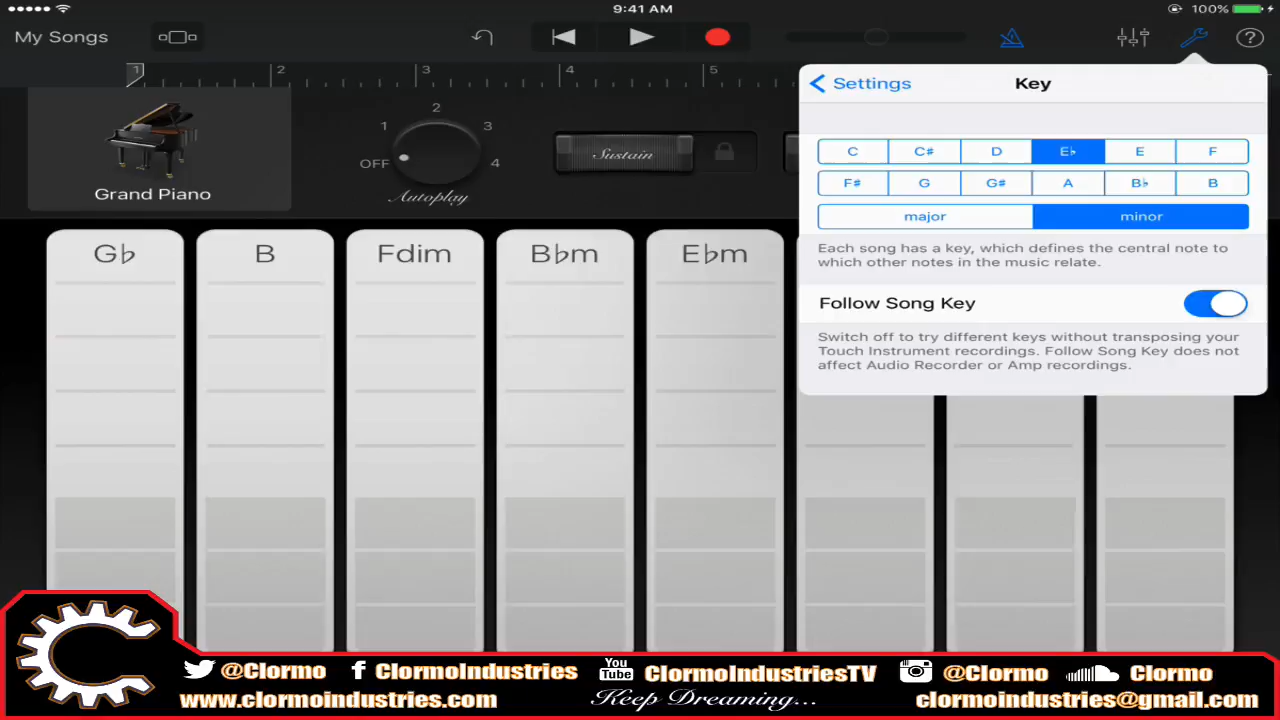 9:41 AM
100%
My Songs
1 2 3 4 5
Settings
Key
C C# D E♭ E F
F# G G# A B♭ B
major minor
Each song has a key, which defines the central note to
which other notes in the music relate.
Follow Song Key
Switch off to try different keys without transposing your
Touch Instrument recordings. Follow Song Key does not
affect Audio Recorder or Amp recordings.
Grand Piano
OFF 1 2 3 4
Autoplay
Sustain
G♭ B Fdim B♭m E♭m
@Clormo ClormoIndustries You Tube ClormoIndustriesTV @Clormo Clormo
www.clormoindustries.com Keep Dreaming... clormoindustries@gmail.com